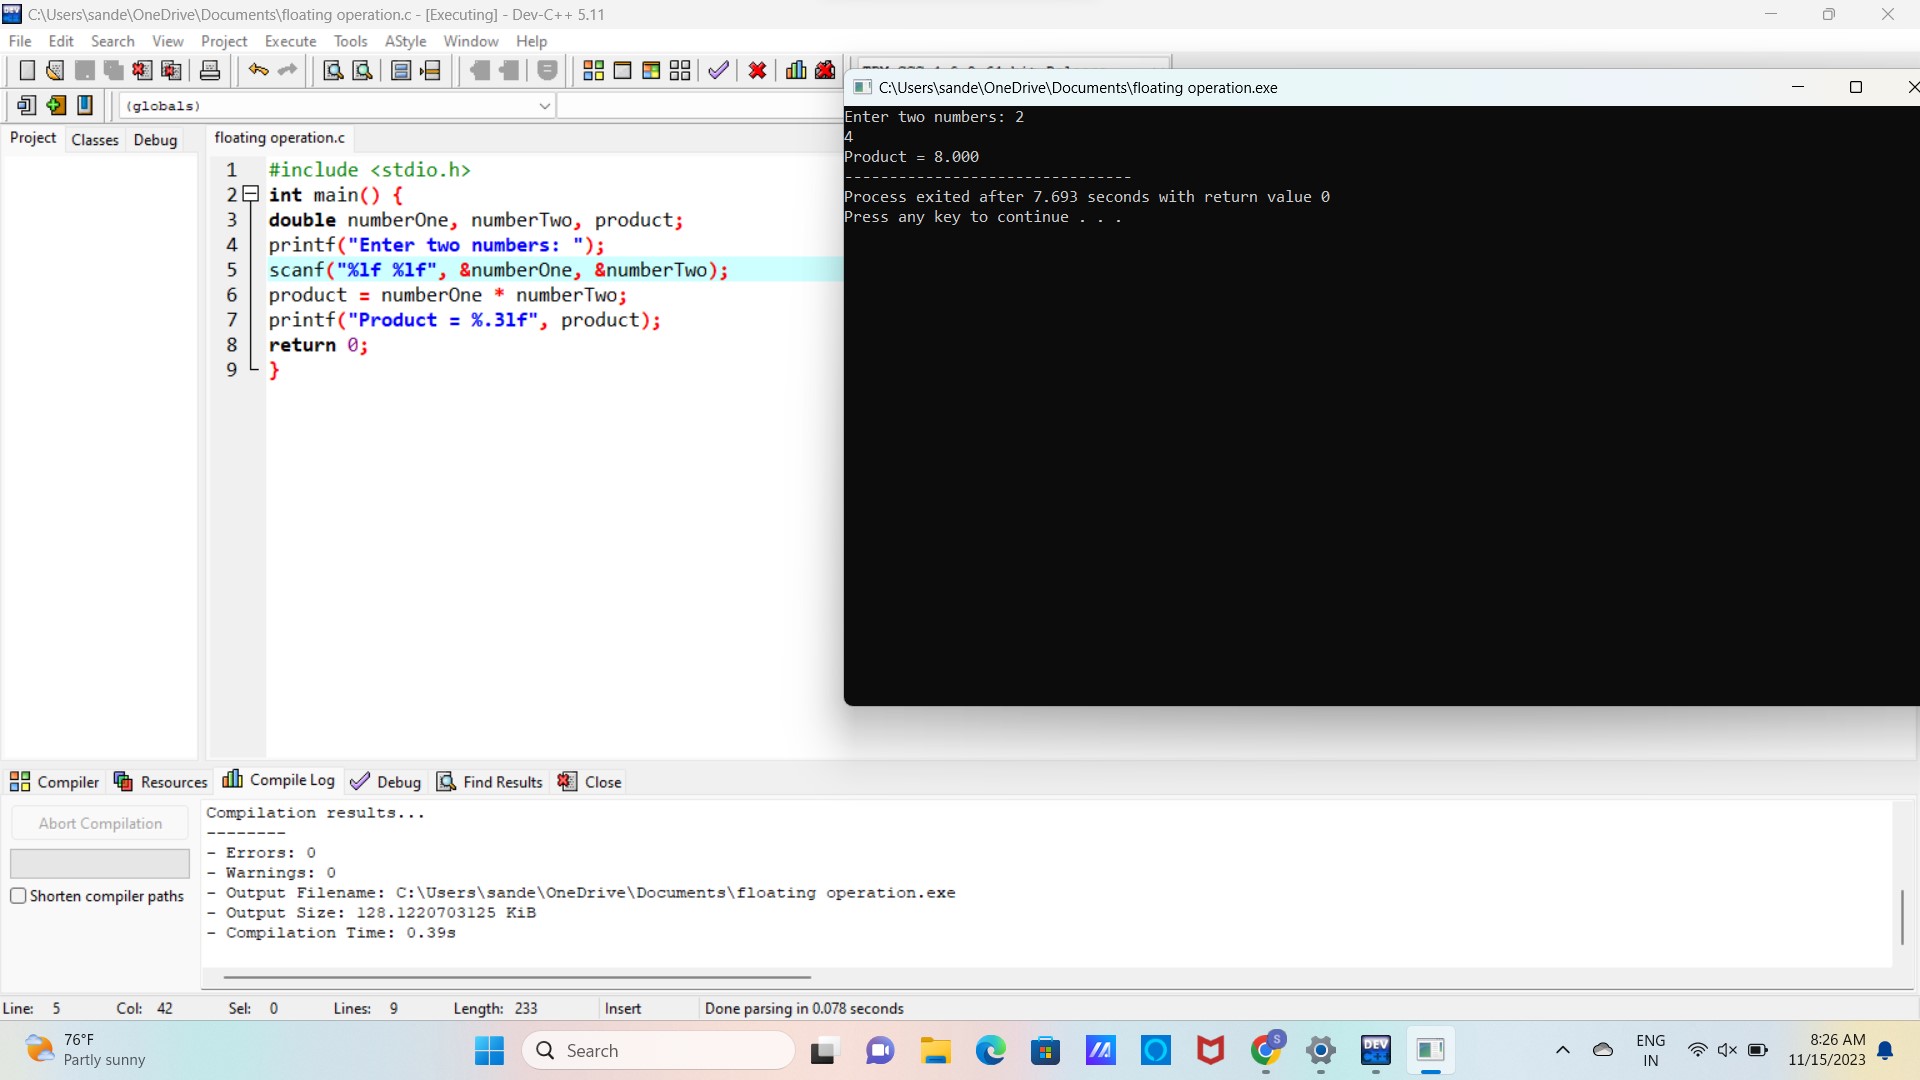 C:\Users\sande\OneDrive\Documents\floating operation.c - [Executing] - Dev-C++ 5.11
File Edit Search View Project Execute Tools AStyle Window Help
(globals)
Project Classes Debug
floating operation.c
1 #include <stdio.h>
2 int main() {
3 double numberOne, numberTwo, product;
4 printf("Enter two numbers: ");
5 scanf("%lf %lf", &numberOne, &numberTwo);
6 product = numberOne * numberTwo;
7 printf("Product = %.3lf", product);
8 return 0;
9 }
C:\Users\sande\OneDrive\Documents\floating operation.exe
Enter two numbers: 2
4
Product = 8.000
--------------------------------
Process exited after 7.693 seconds with return value 0
Press any key to continue . . .
Compiler Resources Compile Log Debug Find Results Close
Abort Compilation
Shorten compiler paths
Compilation results...
--------
- Errors: 0
- Warnings: 0
- Output Filename: C:\Users\sande\OneDrive\Documents\floating operation.exe
- Output Size: 128.1220703125 KiB
- Compilation Time: 0.39s
Line: 5 Col: 42 Sel: 0 Lines: 9 Length: 233 Insert Done parsing in 0.078 seconds
76°F
Partly sunny
Search
DEV
S
ENG
IN
8:26 AM
11/15/2023